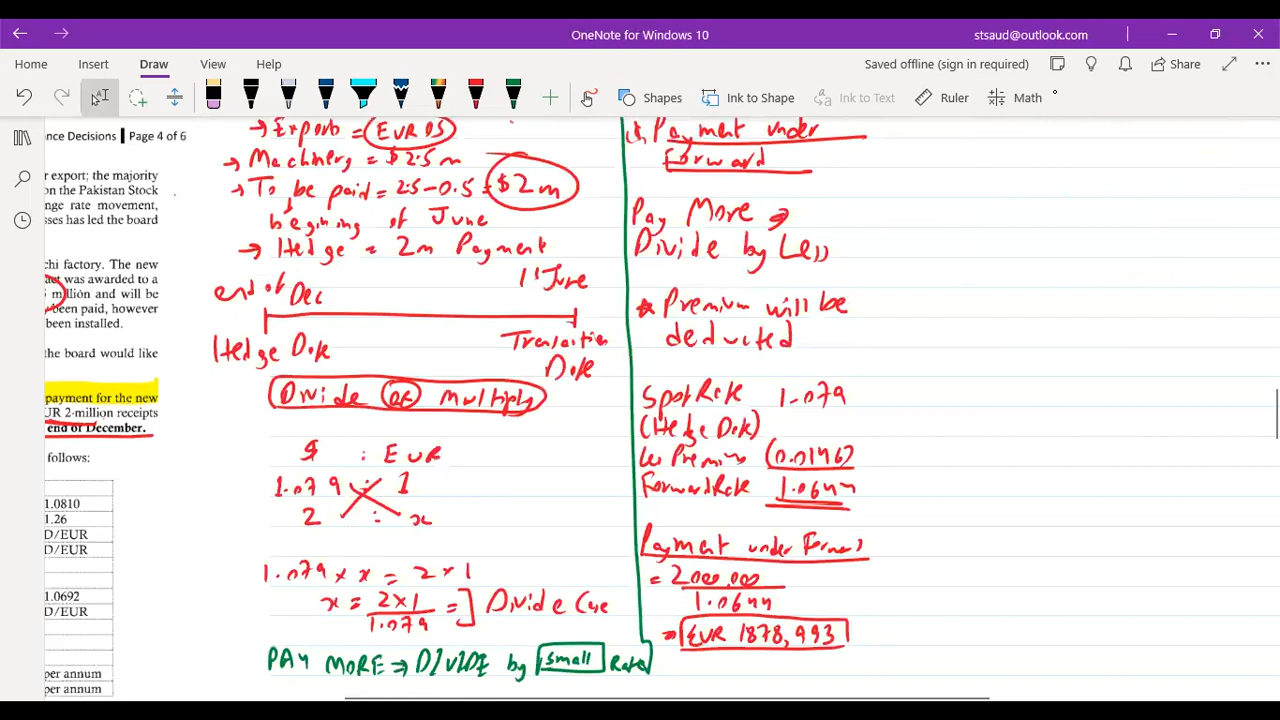 OneNote for Windows 10
stsaud@outlook.com
Home Insert Draw View Help
Saved offline (sign in required)
Share
Shapes
Ink to Shape
Ink to Text
Ruler
Math
ance Decisions | Page 4 of 6
er export; the majority
on the Pakistan Stock
nge rate movement,
sses has led the board
chi factory. The new
act was awarded to a
million and will be
been paid, however
been installed.
d the board would like
payment for the new
UR 2-million receipts
end of December.
follows:
1.0810
1.26
D/EUR
D/EUR
1.0692
D/EUR
per annum
per annum
→ Export =
→ Machinery = $2.5 m
→ To be paid = 2.5-0.5 = $2m
begining of June
→ Hedge = 2m Payment
end of Dec
1' June
Hedge Date
Transaction
Date
Divide or multiply
$ : EUR
1.079 : 1
2 : x
1.079 × x = 2 × 1
x = 2×1 = ] Divide
1.079
PAY MORE ⇒ DIVIDE by small Rate
Payment under
Forward
Pay More →
Divide by Less
* Premium will be
deducted
Spot Rate 1.079
(Hedge Date)
Less Premium (0.0146)
Forward Rate 1.0644
Payment under Forward
= 2000,000
1.0644
⇒ EUR 1878,993